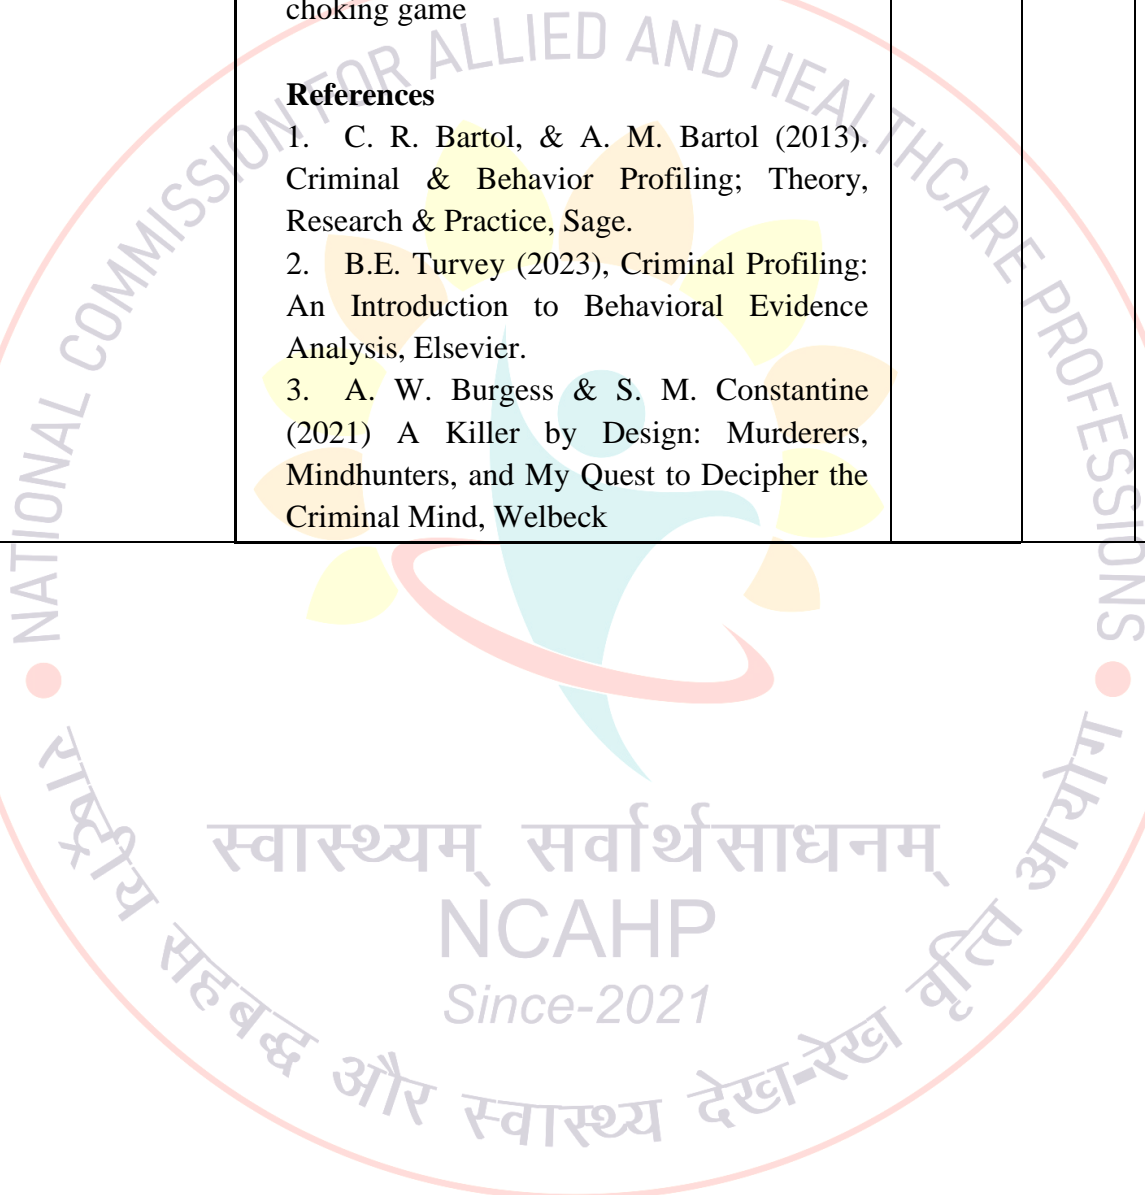 choking game
References
1. C. R. Bartol, & A. M. Bartol (2013).
Criminal & Behavior Profiling; Theory,
Research & Practice, Sage.
2. B.E. Turvey (2023), Criminal Profiling:
An Introduction to Behavioral Evidence
Analysis, Elsevier.
3. A. W. Burgess & S. M. Constantine
(2021) A Killer by Design: Murderers,
Mindhunters, and My Quest to Decipher the
Criminal Mind, Welbeck
NATIONAL COMMISSION FOR ALLIED AND HEALTHCARE PROFESSIONS
स्वास्थ्यम् सर्वार्थसाधनम्
NCAHP
Since-2021
राष्ट्रीय सहबद्ध और स्वास्थ्य देख-रेख वृत्ति आयोग